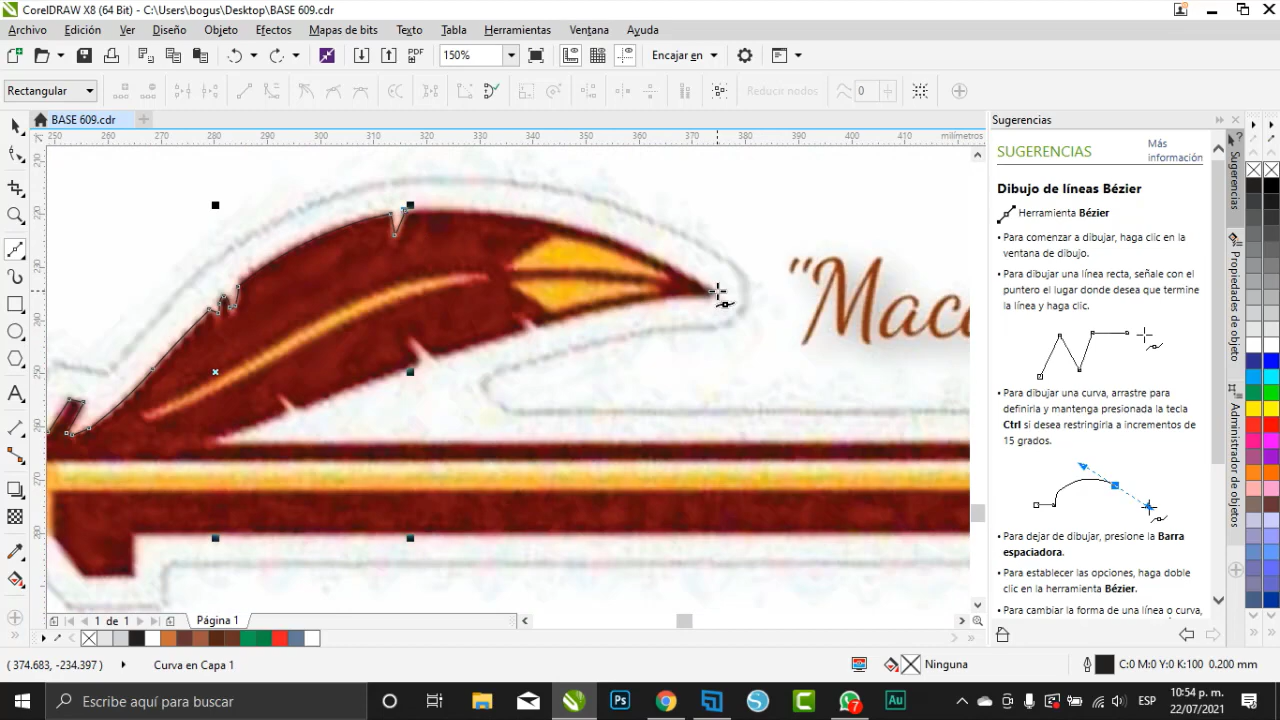 CorelDRAW X8 (64 Bit) - C:\Users\bogus\Desktop\BASE 609.cdr
Archivo Edición Ver Diseño Objeto Efectos Mapas de bits Texto Tabla Herramientas Ventana Ayuda
PDF 150% Encajar en
Rectangular Reducir nodos 0
BASE 609.cdr
Sugerencias
250 260 270 280 290 300 310 320 330 340 350 360 370 380 390 400 410 milímetros
SUGERENCIAS
Más información
Dibujo de líneas Bézier
Herramienta Bézier
• Para comenzar a dibujar, haga clic en la ventana de dibujo.
• Para dibujar una línea recta, señale con el puntero el lugar donde desea que termine la línea y haga clic.
• Para dibujar una curva, arrastre para definirla y mantenga presionada la tecla Ctrl si desea restringirla a incrementos de 15 grados.
• Para dejar de dibujar, presione la Barra espaciadora.
• Para establecer las opciones, haga doble clic en la herramienta Bézier.
• Para cambiar la forma de una línea o curva,
Sugerencias
Propiedades de objeto
Administrador de objetos
"Maco
1 de 1
Página 1
( 374.683, -234.397 )
Curva en Capa 1
Ninguna
C:0 M:0 Y:0 K:100 0.200 mm
Escribe aquí para buscar
Ps
Au
7
ESP
10:54 p. m.
22/07/2021